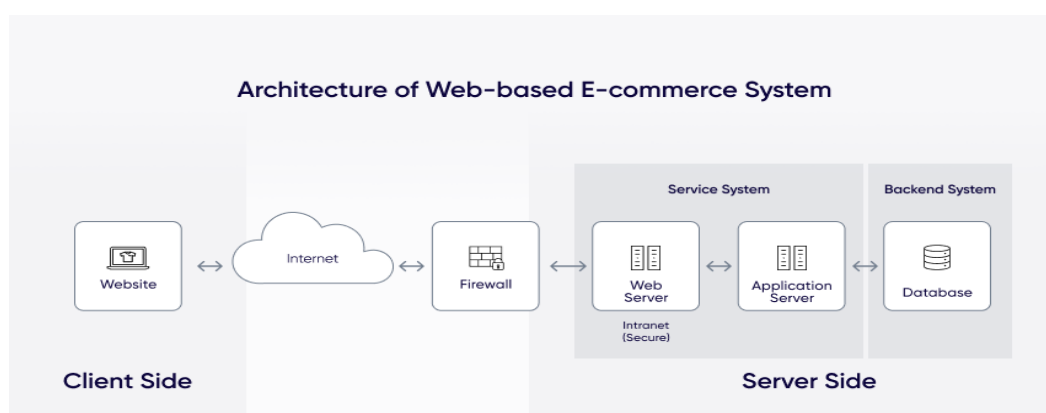 Architecture of Web-based E-commerce System
Service System
Backend System
Website
Internet
Firewall
Web
Server
Application
Server
Database
Intranet
(Secure)
Client Side
Server Side